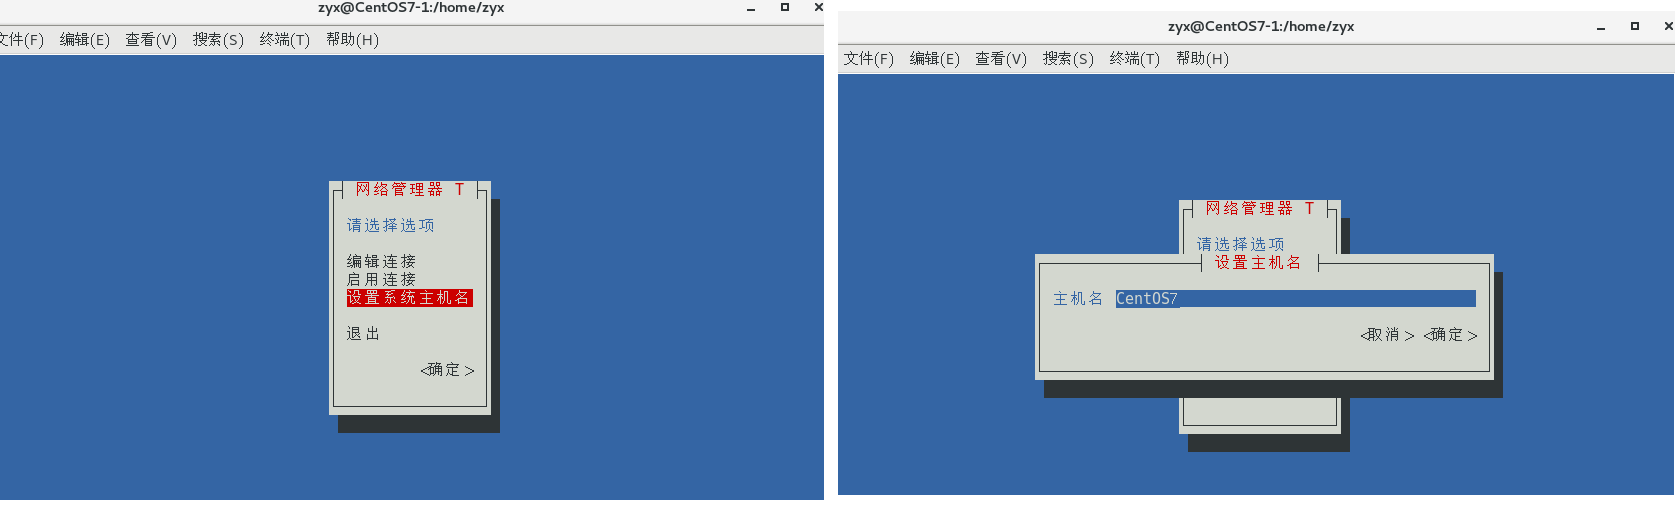 zyx@CentOS7-1:/home/zyx
文件(F) 编辑(E) 查看(V) 搜索(S) 终端(T) 帮助(H)
网络管理器 T
请选择选项
编辑连接
启用连接
设置系统主机名
退出
<确定>
zyx@CentOS7-1:/home/zyx
文件(F) 编辑(E) 查看(V) 搜索(S) 终端(T) 帮助(H)
网络管理器 T
请选择选项
设置主机名
主机名 CentOS7
<取消> <确定>